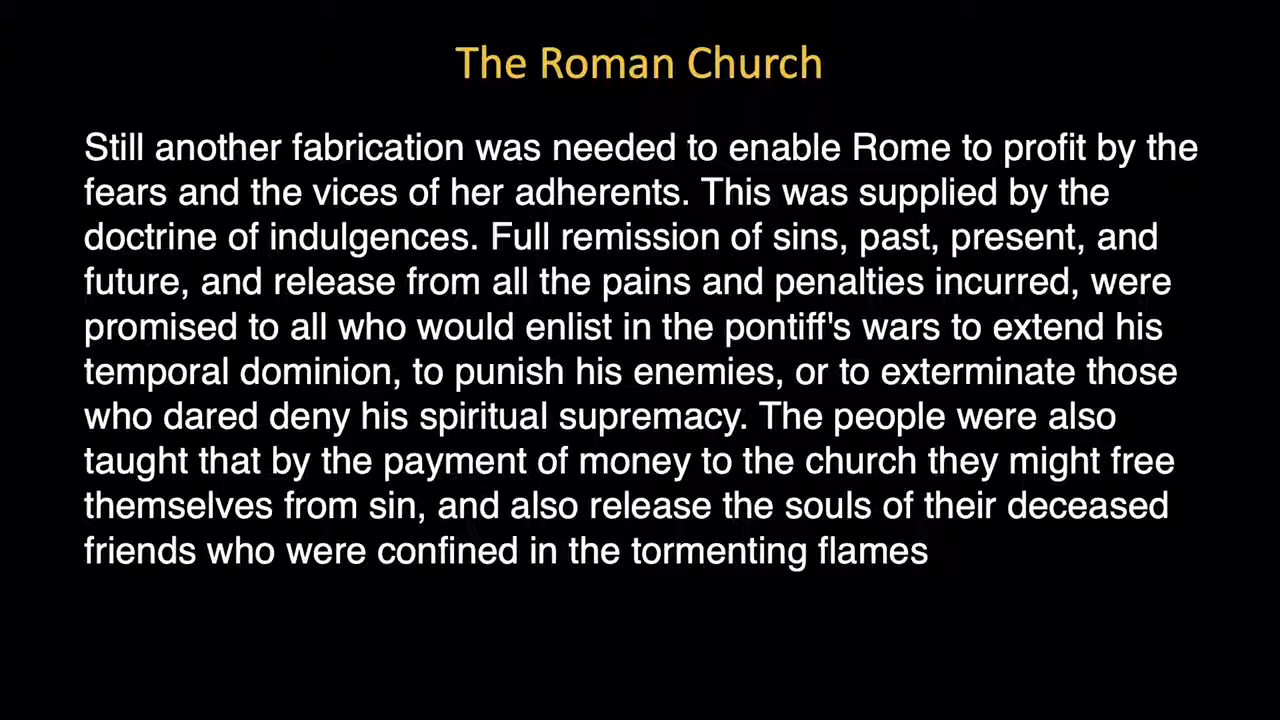 The Roman Church
Still another fabrication was needed to enable Rome to profit by the
fears and the vices of her adherents. This was supplied by the
doctrine of indulgences. Full remission of sins, past, present, and
future, and release from all the pains and penalties incurred, were
promised to all who would enlist in the pontiff's wars to extend his
temporal dominion, to punish his enemies, or to exterminate those
who dared deny his spiritual supremacy. The people were also
taught that by the payment of money to the church they might free
themselves from sin, and also release the souls of their deceased
friends who were confined in the tormenting flames